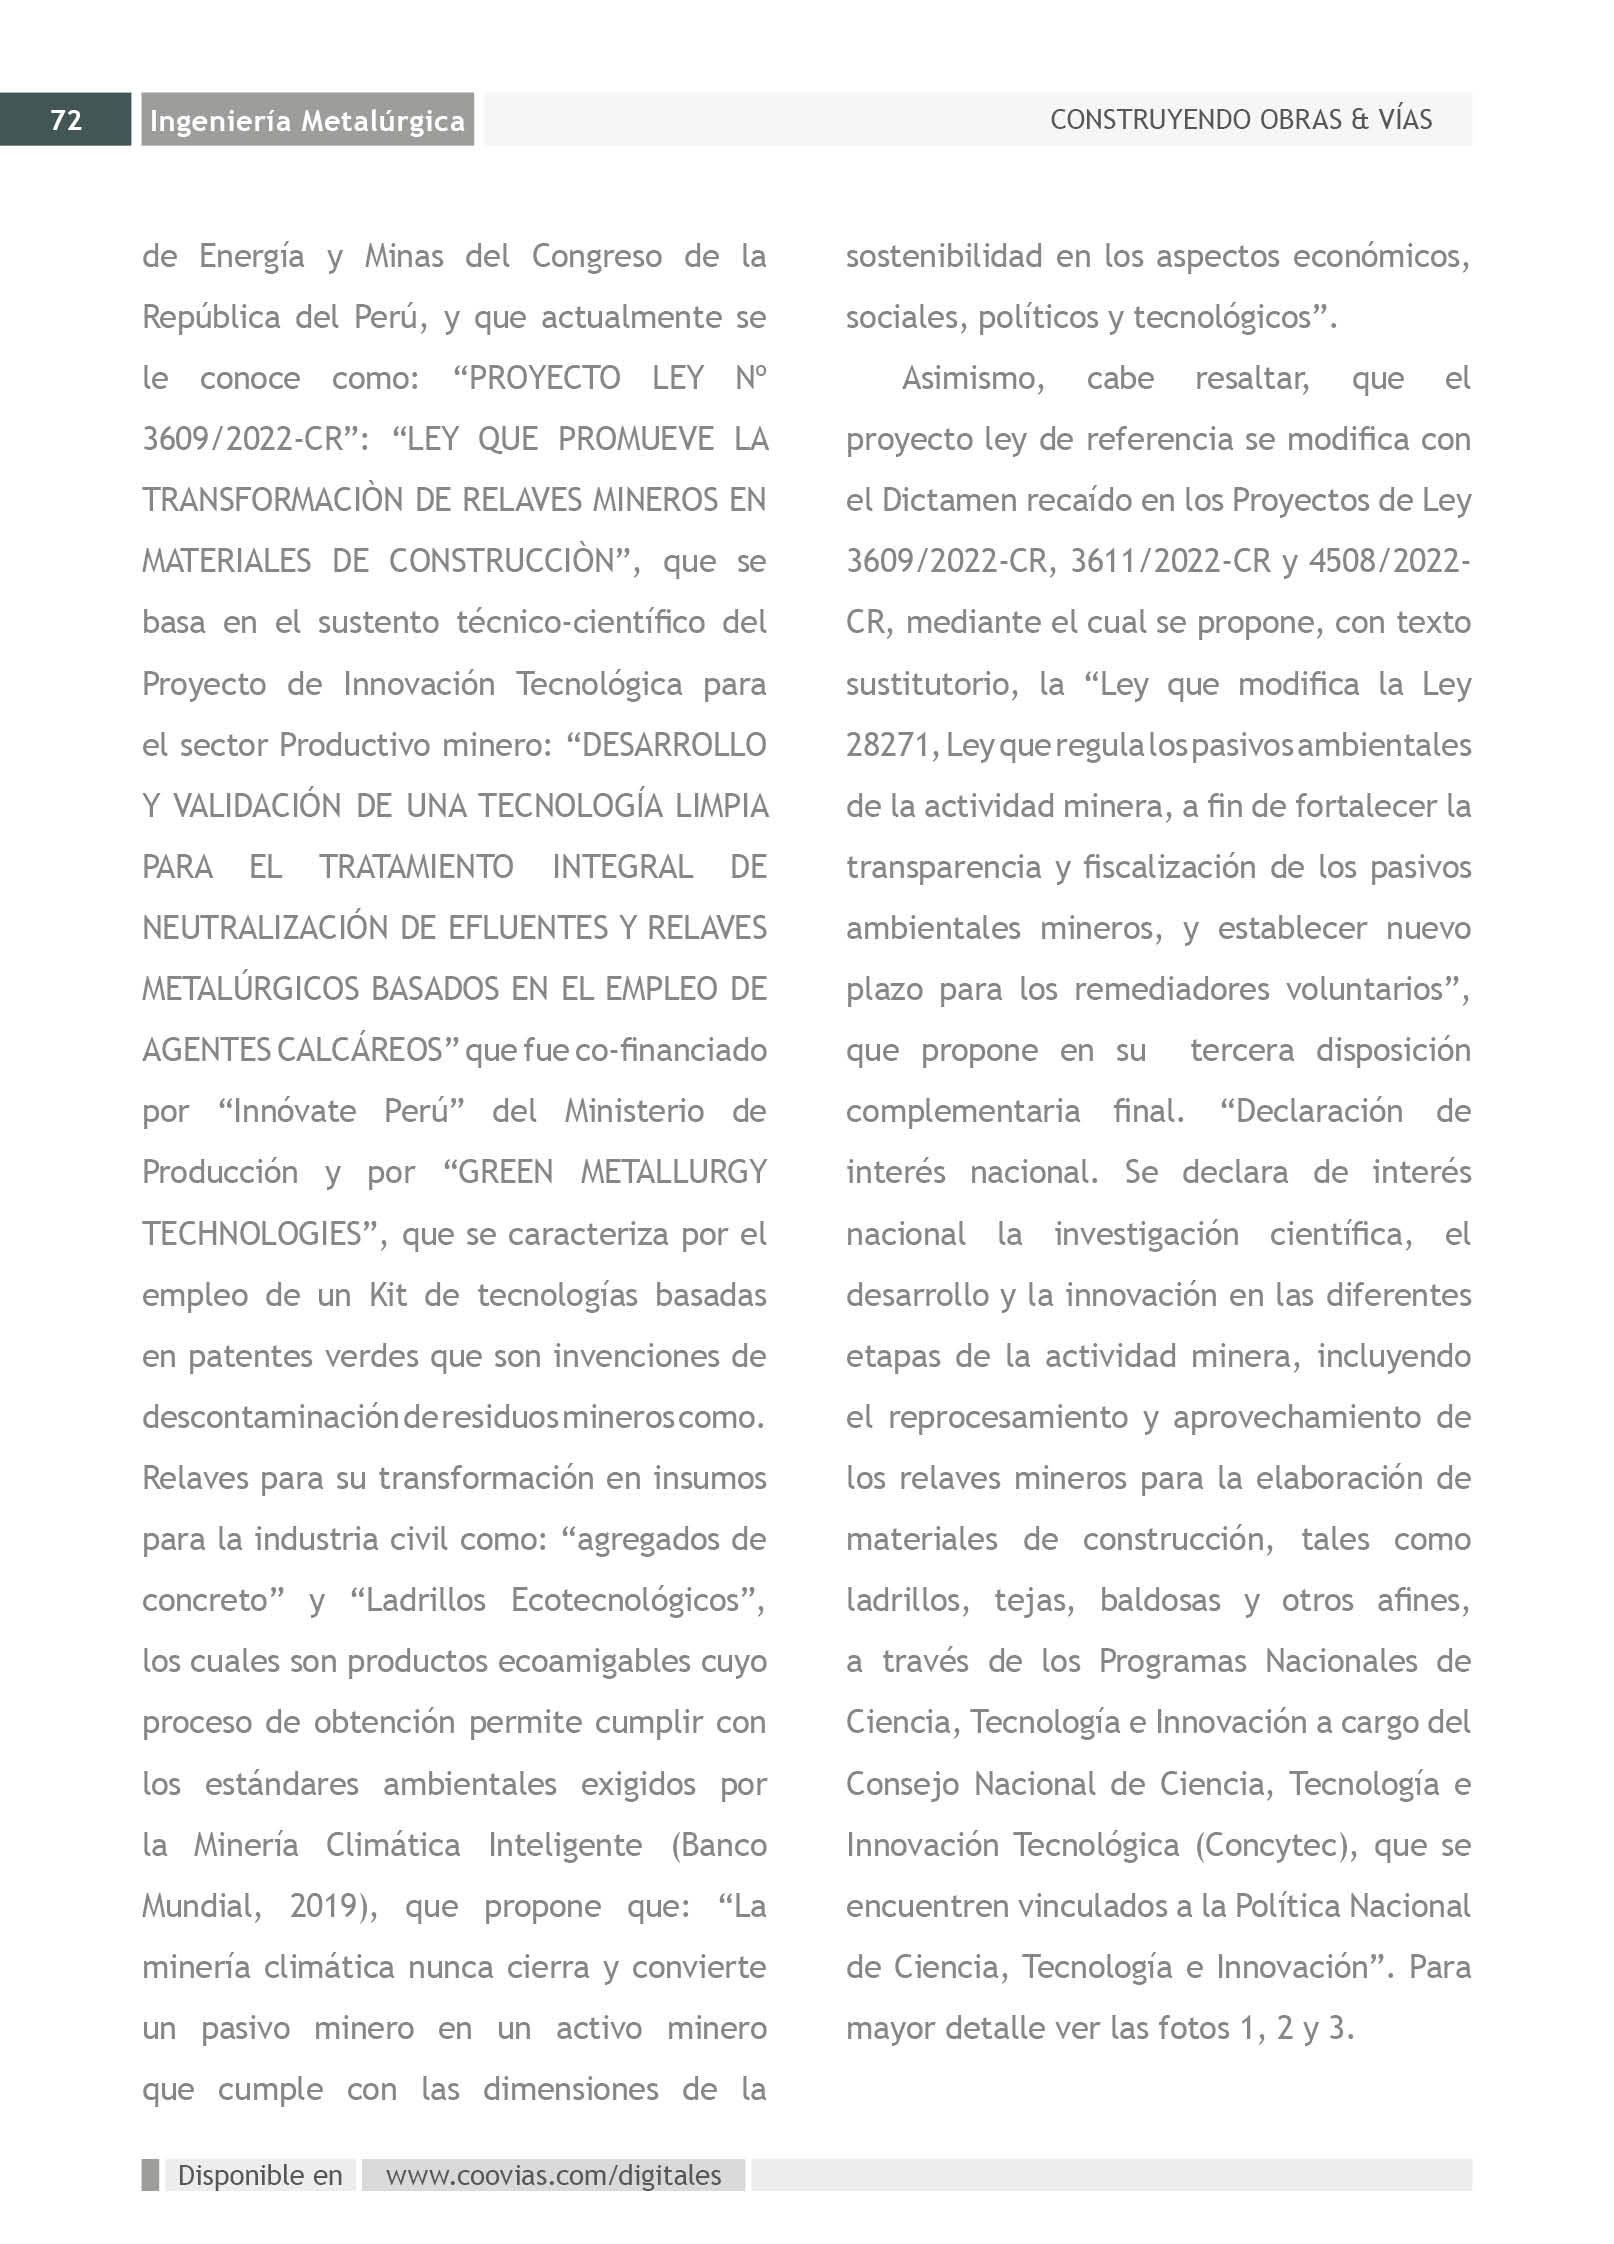 72
Ingeniería Metalúrgica
CONSTRUYENDO OBRAS & VÍAS
de Energía y Minas del Congreso de la
República del Perú, y que actualmente se
le conoce como: “PROYECTO LEY Nº
3609/2022-CR”: “LEY QUE PROMUEVE LA
TRANSFORMACIÒN DE RELAVES MINEROS EN
MATERIALES DE CONSTRUCCIÒN”, que se
basa en el sustento técnico-científico del
Proyecto de Innovación Tecnológica para
el sector Productivo minero: “DESARROLLO
Y VALIDACIÓN DE UNA TECNOLOGÍA LIMPIA
PARA EL TRATAMIENTO INTEGRAL DE
NEUTRALIZACIÓN DE EFLUENTES Y RELAVES
METALÚRGICOS BASADOS EN EL EMPLEO DE
AGENTES CALCÁREOS” que fue co-financiado
por “Innóvate Perú” del Ministerio de
Producción y por “GREEN METALLURGY
TECHNOLOGIES”, que se caracteriza por el
empleo de un Kit de tecnologías basadas
en patentes verdes que son invenciones de
descontaminación de residuos mineros como.
Relaves para su transformación en insumos
para la industria civil como: “agregados de
concreto” y “Ladrillos Ecotecnológicos”,
los cuales son productos ecoamigables cuyo
proceso de obtención permite cumplir con
los estándares ambientales exigidos por
la Minería Climática Inteligente (Banco
Mundial, 2019), que propone que: “La
minería climática nunca cierra y convierte
un pasivo minero en un activo minero
que cumple con las dimensiones de la
sostenibilidad en los aspectos económicos,
sociales, políticos y tecnológicos”.
Asimismo, cabe resaltar, que el
proyecto ley de referencia se modifica con
el Dictamen recaído en los Proyectos de Ley
3609/2022-CR, 3611/2022-CR y 4508/2022-
CR, mediante el cual se propone, con texto
sustitutorio, la “Ley que modifica la Ley
28271, Ley que regula los pasivos ambientales
de la actividad minera, a fin de fortalecer la
transparencia y fiscalización de los pasivos
ambientales mineros, y establecer nuevo
plazo para los remediadores voluntarios”,
que propone en su tercera disposición
complementaria final. “Declaración de
interés nacional. Se declara de interés
nacional la investigación científica, el
desarrollo y la innovación en las diferentes
etapas de la actividad minera, incluyendo
el reprocesamiento y aprovechamiento de
los relaves mineros para la elaboración de
materiales de construcción, tales como
ladrillos, tejas, baldosas y otros afines,
a través de los Programas Nacionales de
Ciencia, Tecnología e Innovación a cargo del
Consejo Nacional de Ciencia, Tecnología e
Innovación Tecnológica (Concytec), que se
encuentren vinculados a la Política Nacional
de Ciencia, Tecnología e Innovación”. Para
mayor detalle ver las fotos 1, 2 y 3.
Disponible en
www.coovias.com/digitales